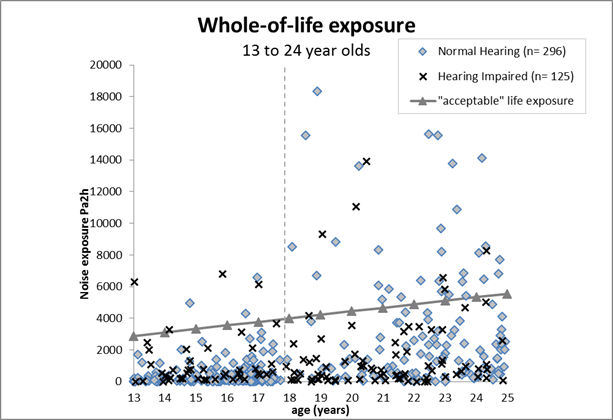 Whole-of-life exposure
13 to 24 year olds
Normal Hearing (n= 296)
Hearing Impaired (n= 125)
"acceptable" life exposure
Noise exposure Pa2h
20000
18000
16000
14000
12000
10000
8000
6000
4000
2000
0
13 14 15 16 17 18 19 20 21 22 23 24 25
age (years)